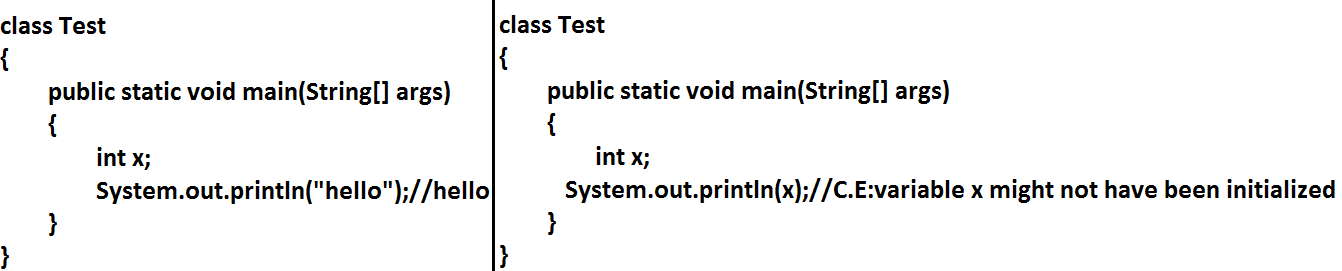 class Test
{
public static void main(String[] args)
{
int x;
System.out.println("hello");//hello
}
}
class Test
{
public static void main(String[] args)
{
int x;
System.out.println(x);//C.E:variable x might not have been initialized
}
}